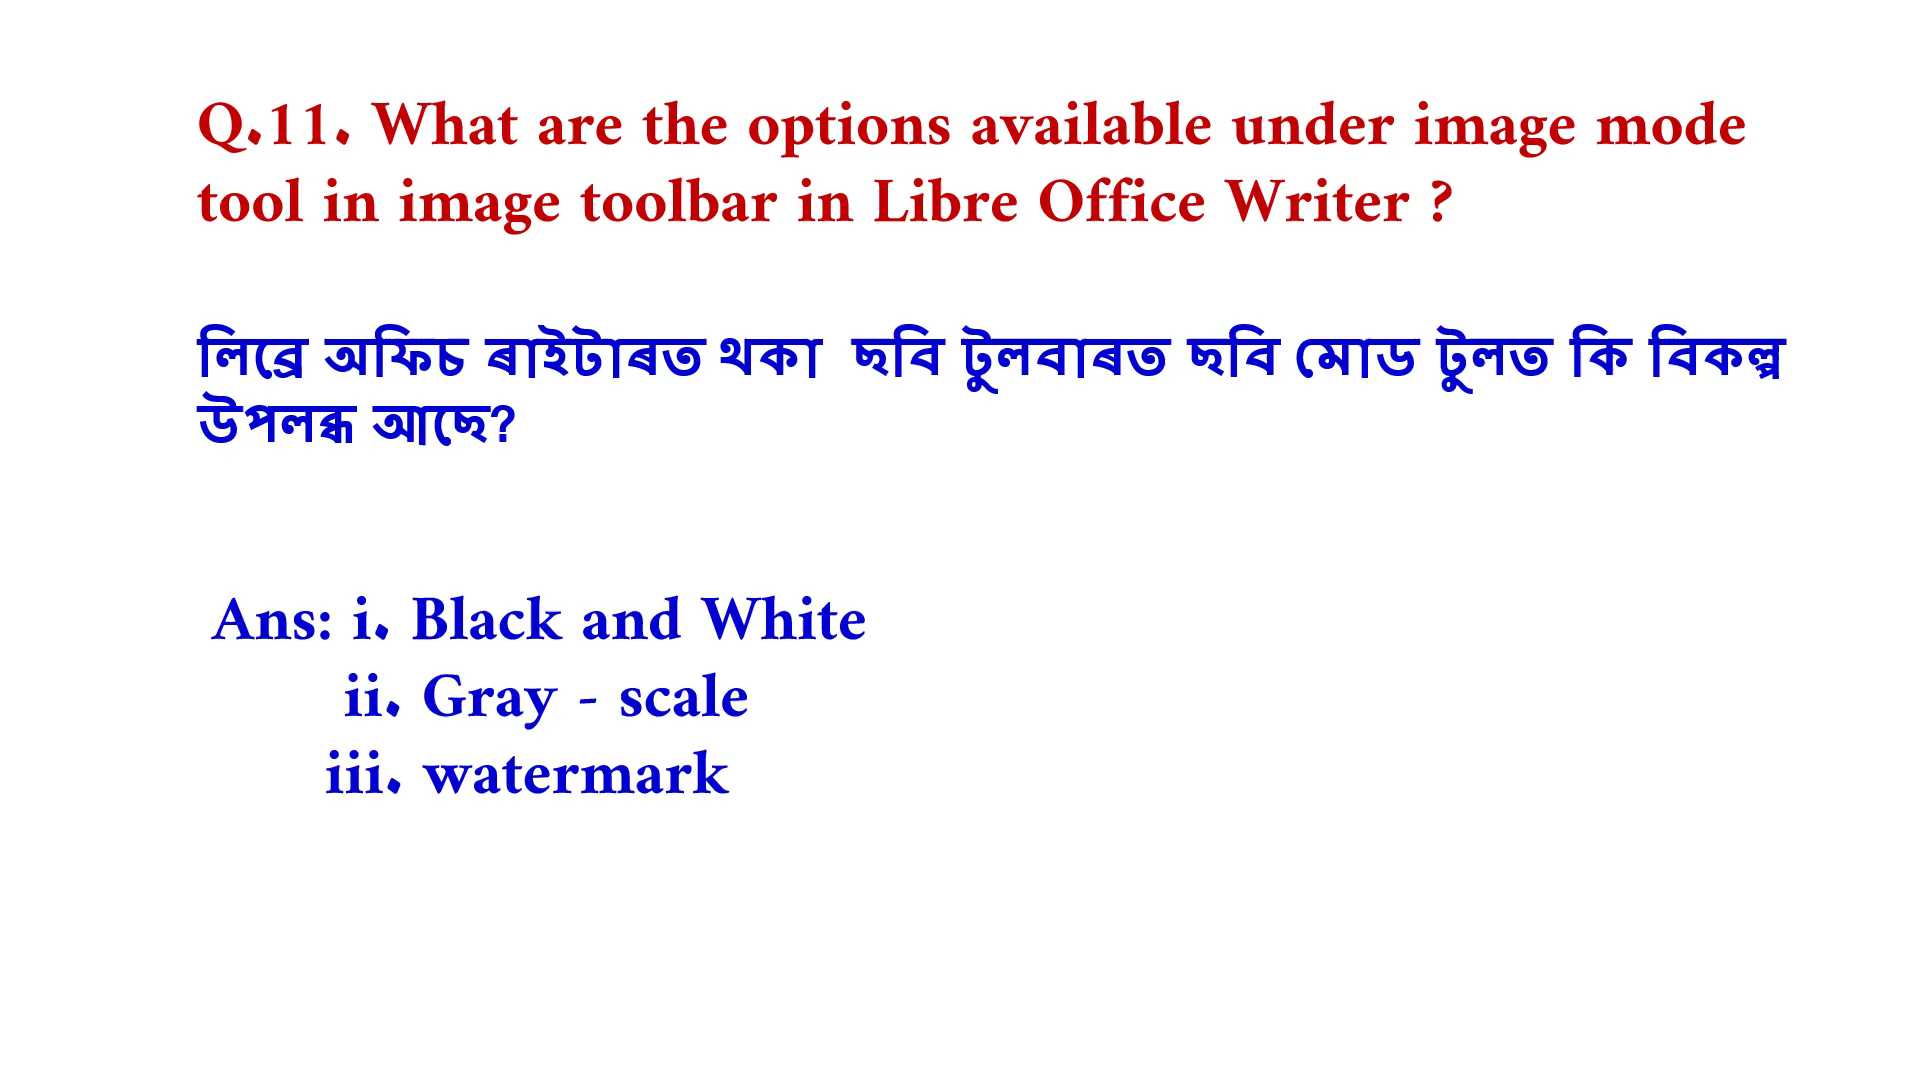 Q.11. What are the options available under image mode
tool in image toolbar in Libre Office Writer ?
লিব্ৰে অফিচ ৰাইটাৰত থকা ছবি টুলবাৰত ছবি মোড টুলত কি বিকল্প
উপলব্ধ আছে?
Ans: i. Black and White
ii. Gray - scale
iii. watermark